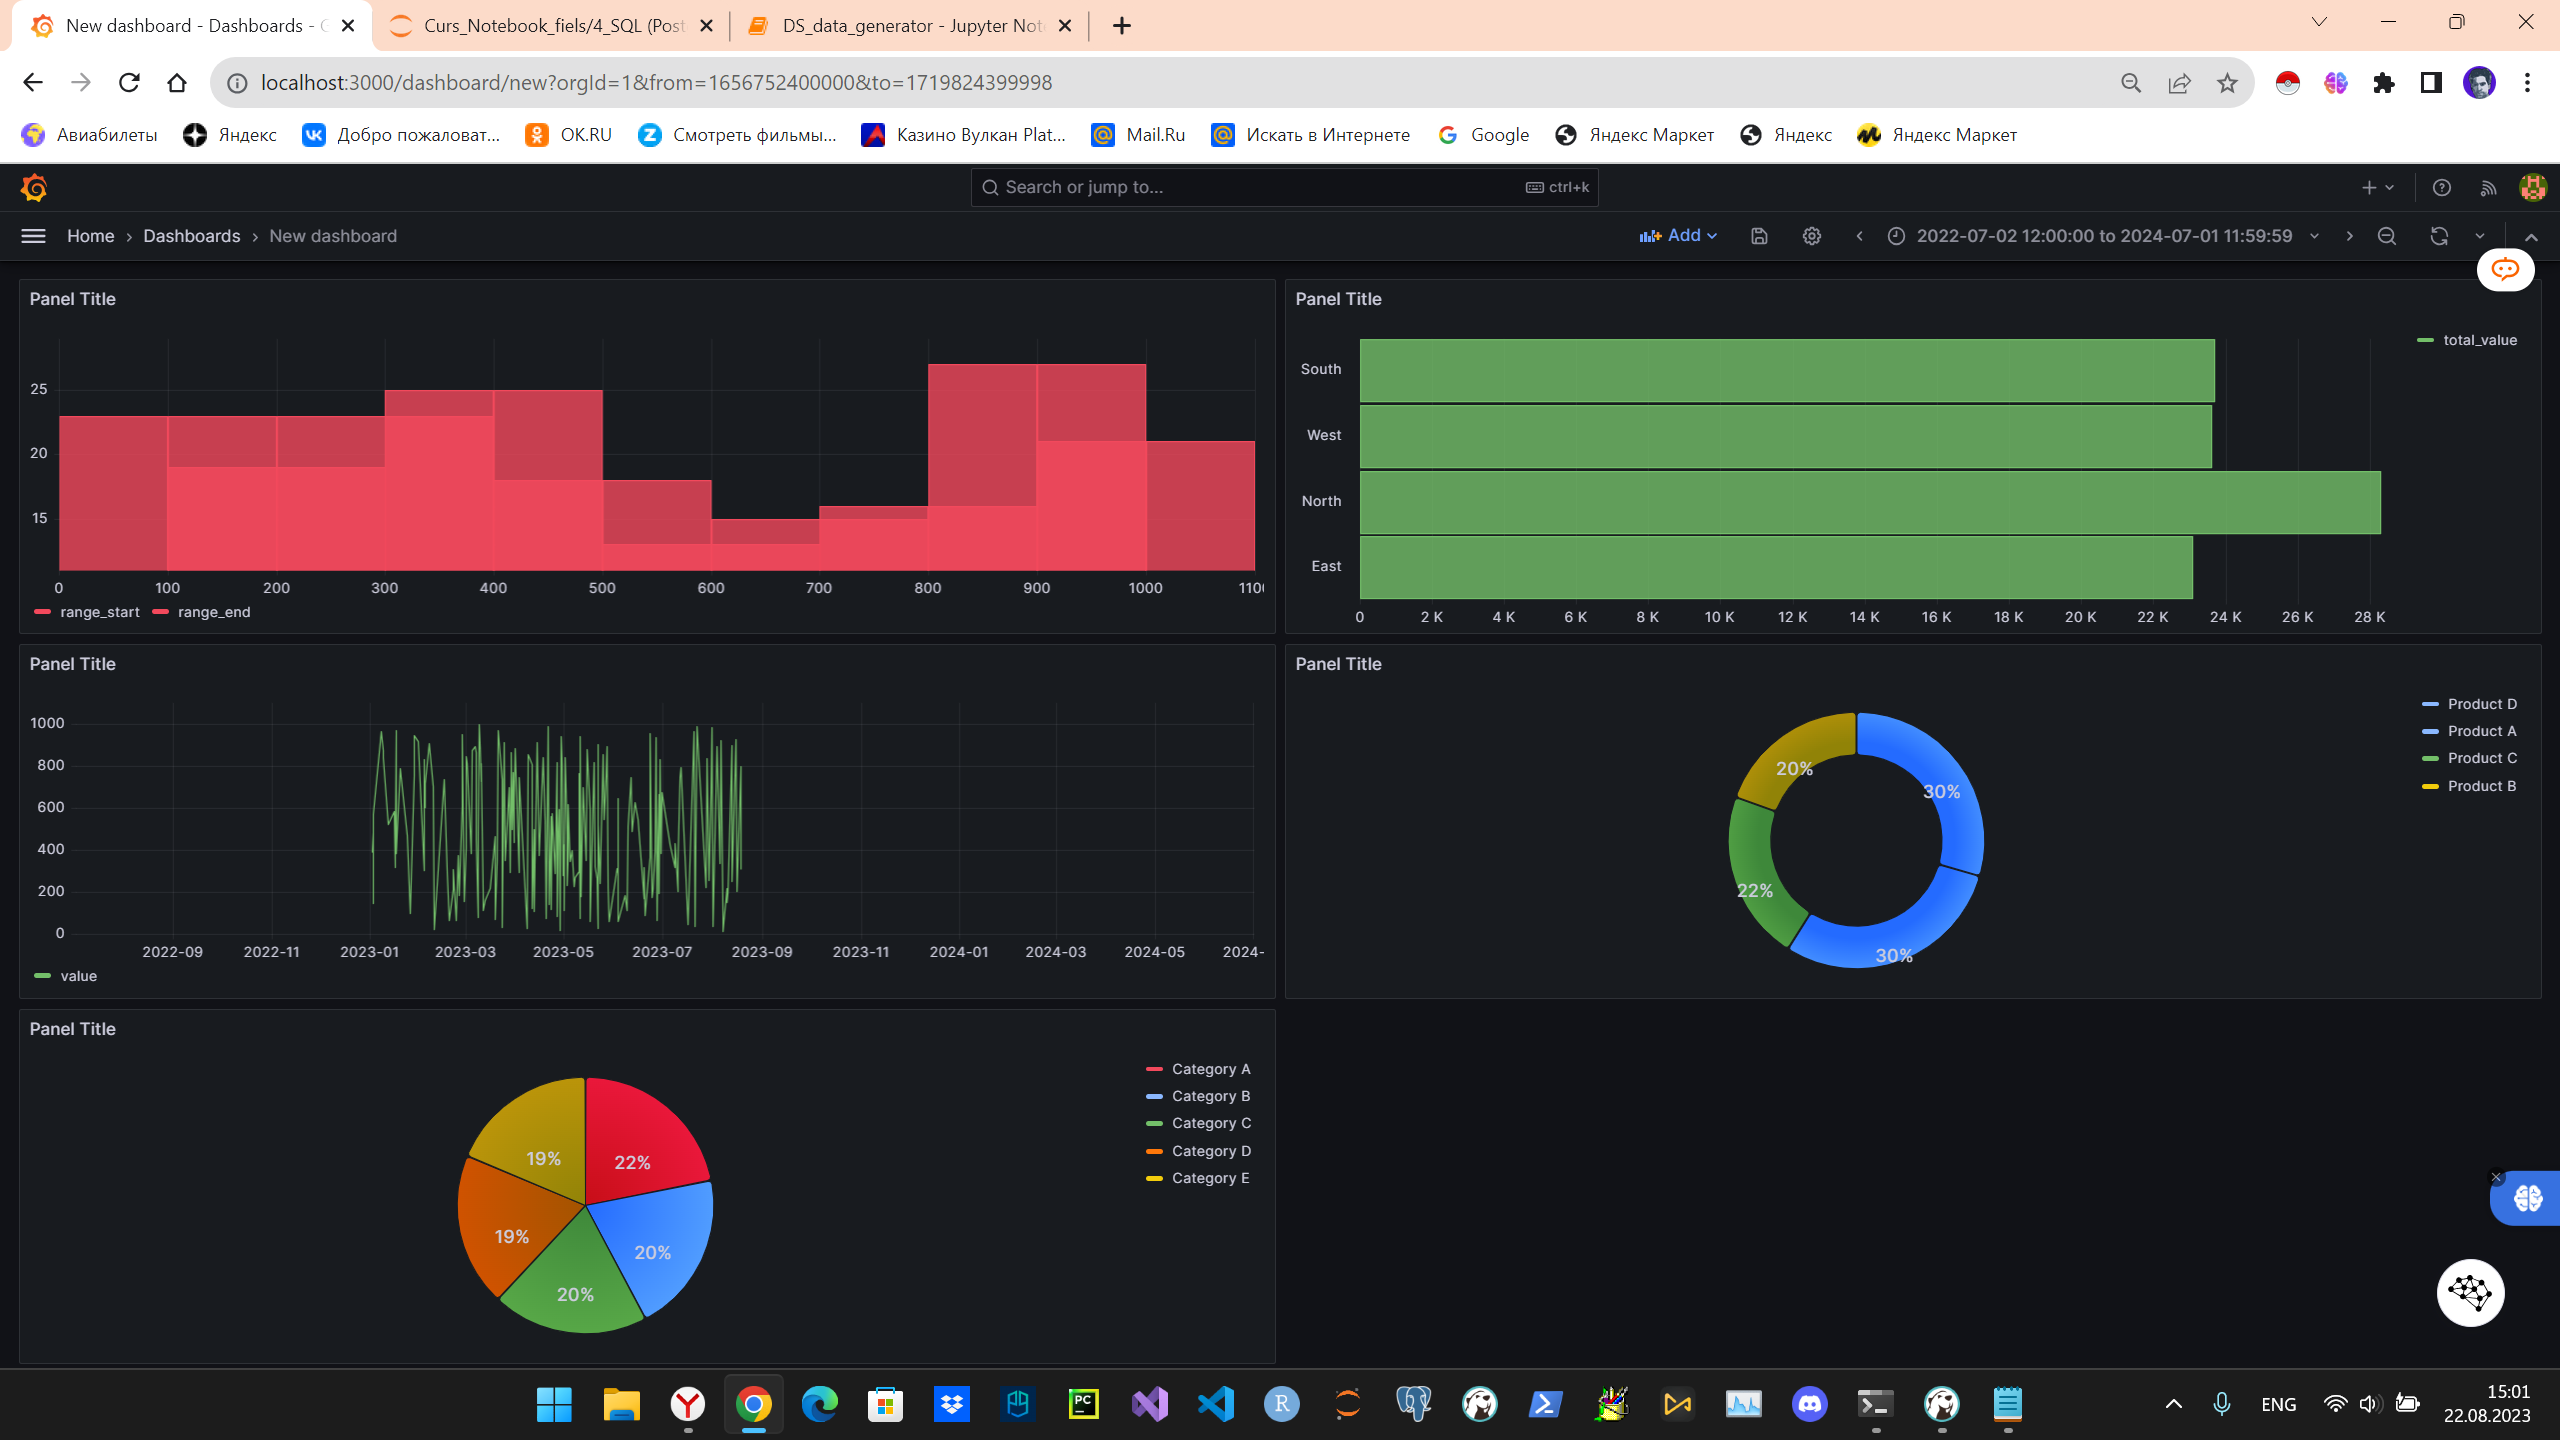 New dashboard - Dashboards - G
Curs_Notebook_fiels/4_SQL (Post
DS_data_generator - Jupyter Note
localhost:3000/dashboard/new?orgId=1&from=1656752400000&to=1719824399998
Авиабилеты
Яндекс
Добро пожаловат...
OK.RU
Смотреть фильмы...
Казино Вулкан Plat...
Mail.Ru
Искать в Интернете
Google
Яндекс Маркет
Яндекс
Яндекс Маркет
Search or jump to...
ctrl+k
Home › Dashboards › New dashboard
Add
2022-07-02 12:00:00 to 2024-07-01 11:59:59
Panel Title
25
20
15
0 100 200 300 400 500 600 700 800 900 1000 110
range_start range_end
Panel Title
total_value
South
West
North
East
0 2 K 4 K 6 K 8 K 10 K 12 K 14 K 16 K 18 K 20 K 22 K 24 K 26 K 28 K
Panel Title
1000
800
600
400
200
0
2022-09 2022-11 2023-01 2023-03 2023-05 2023-07 2023-09 2023-11 2024-01 2024-03 2024-05 2024-
value
Panel Title
Product D
Product A
Product C
Product B
20%
30%
22%
30%
Panel Title
Category A
Category B
Category C
Category D
Category E
19%
22%
19%
20%
20%
PC
R
ENG
15:01
22.08.2023